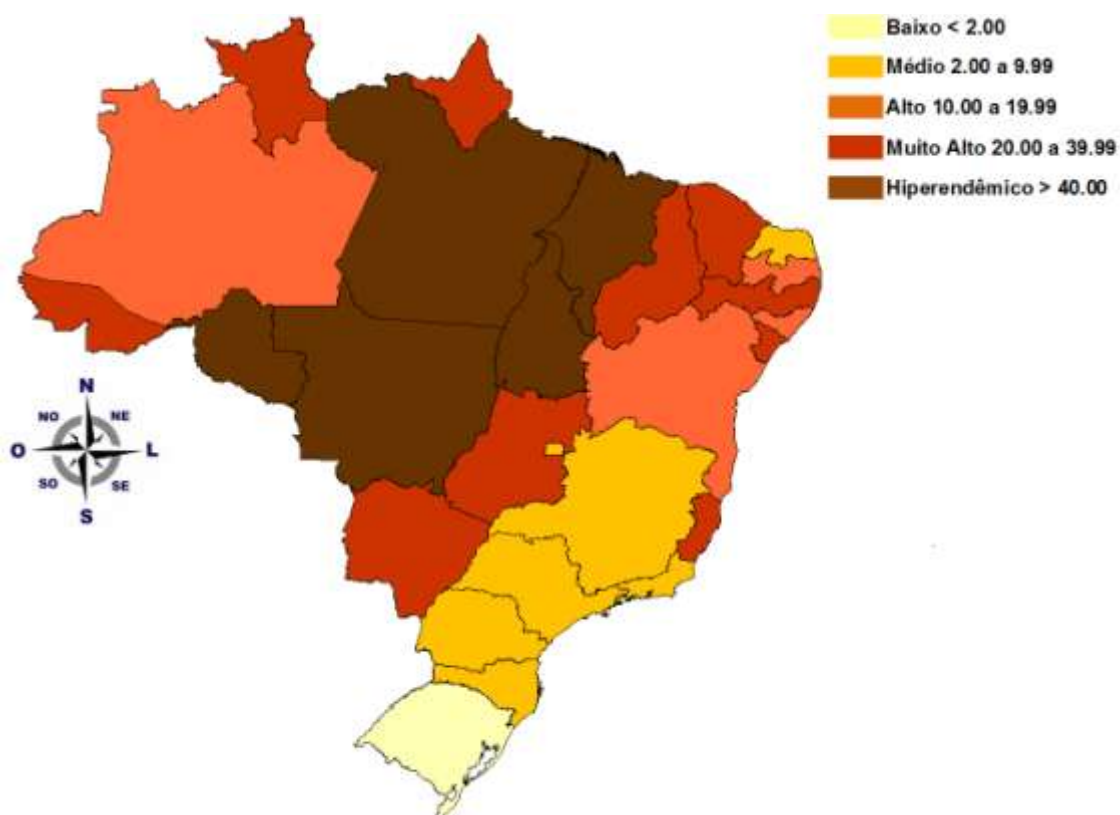 Baixo < 2.00
Médio 2.00 a 9.99
Alto 10.00 a 19.99
Muito Alto 20.00 a 39.99
Hiperendêmico > 40.00
N
NO NE
O L
SO SE
S